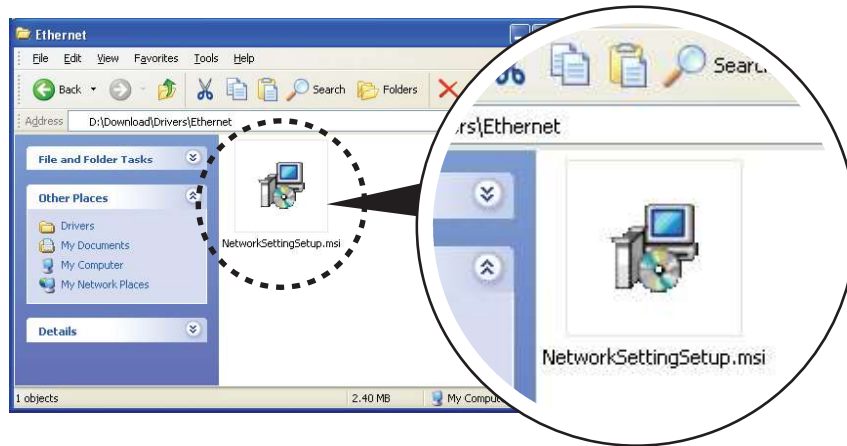 Ethernet
File Edit View Favorites Tools Help
Back Search Folders
Address D:\Download\Drivers\Ethernet
File and Folder Tasks
Other Places
Drivers
My Documents
My Computer
My Network Places
Details
NetworkSettingSetup.msi
1 objects 2.40 MB My Comput
Searc
rs\Ethernet
NetworkSettingSetup.msi